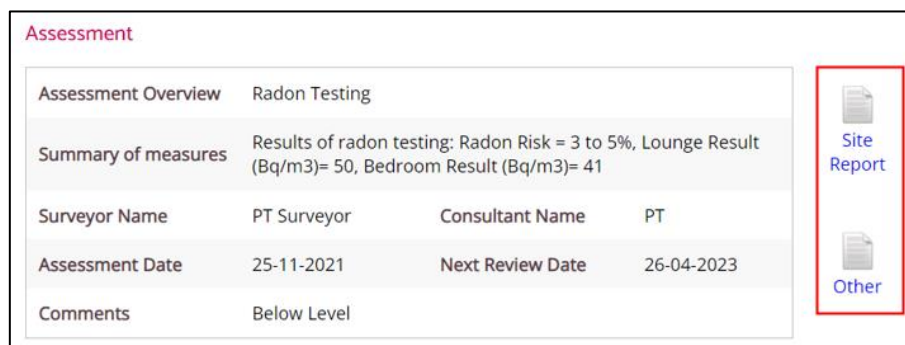 Assessment
Assessment Overview Radon Testing
Summary of measures Results of radon testing: Radon Risk = 3 to 5%, Lounge Result
(Bq/m3)= 50, Bedroom Result (Bq/m3)= 41
Surveyor Name PT Surveyor Consultant Name PT
Assessment Date 25-11-2021 Next Review Date 26-04-2023
Comments Below Level
Site
Report
Other